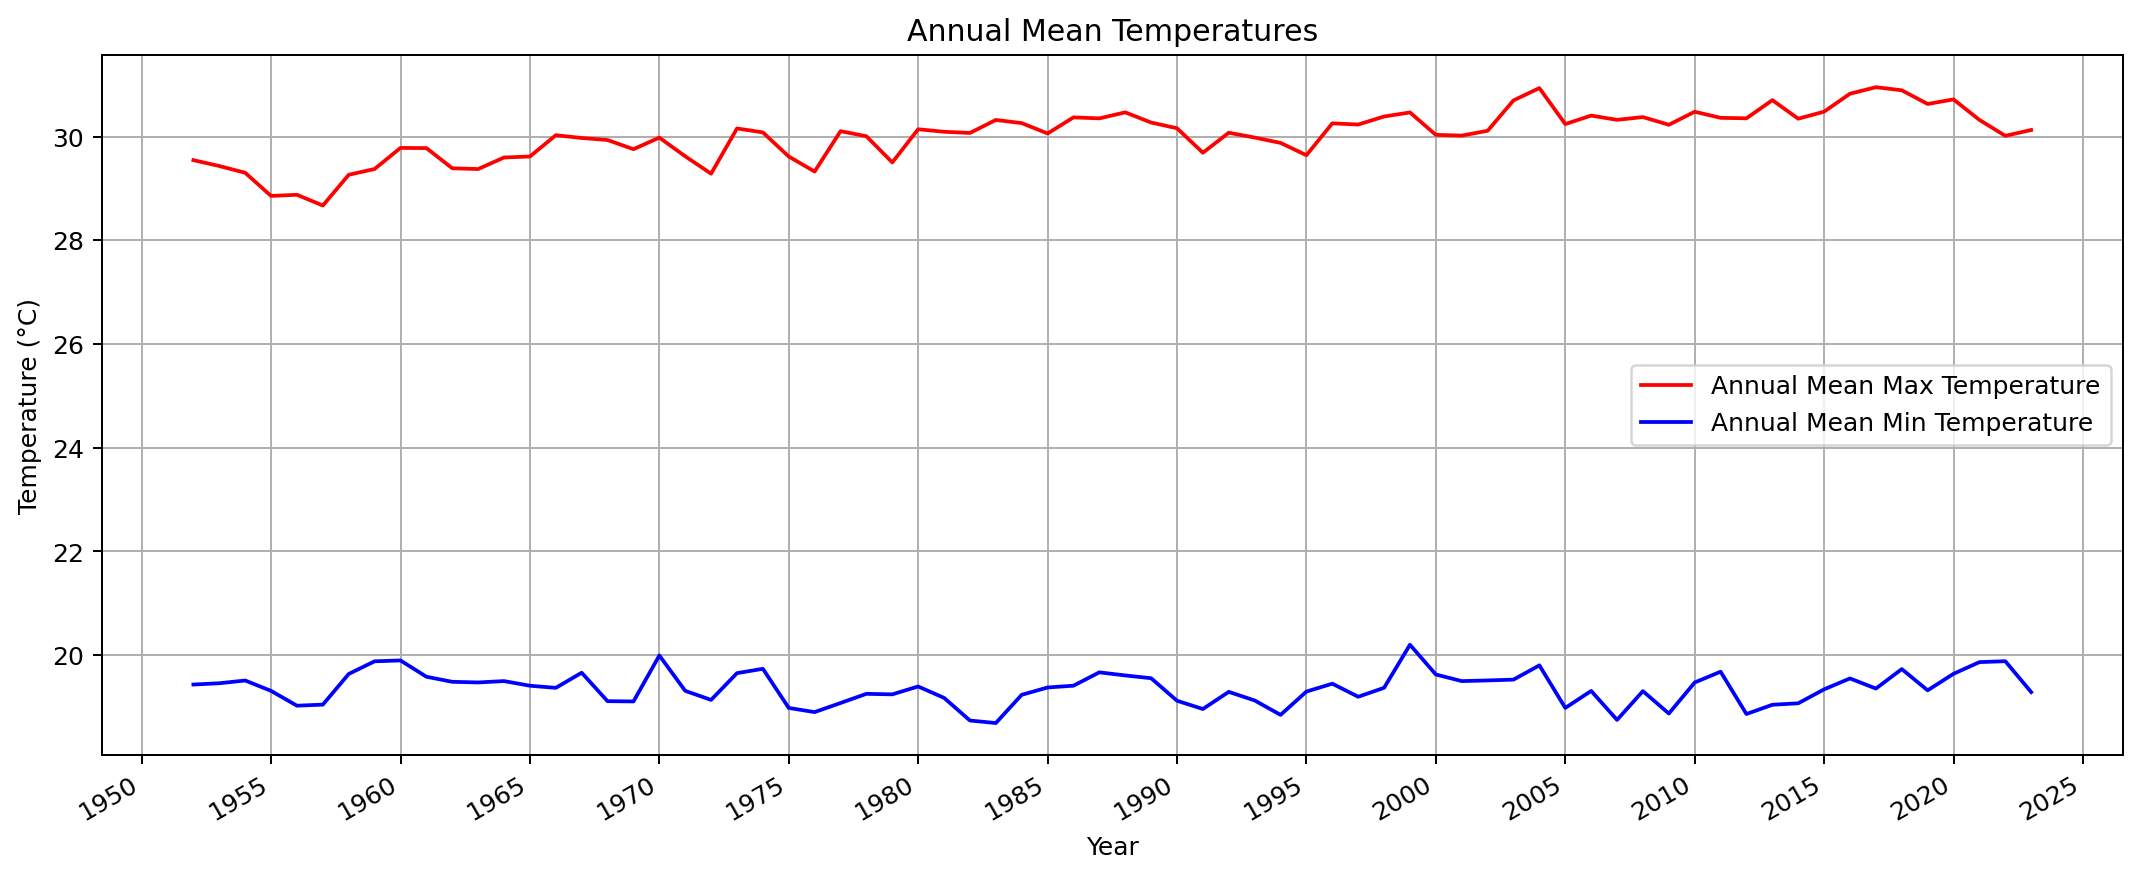 Annual Mean Temperatures
Temperature (°C)
30
28
26
24
22
20
Annual Mean Max Temperature
Annual Mean Min Temperature
1950 1955 1960 1965 1970 1975 1980 1985 1990 1995 2000 2005 2010 2015 2020 2025
Year